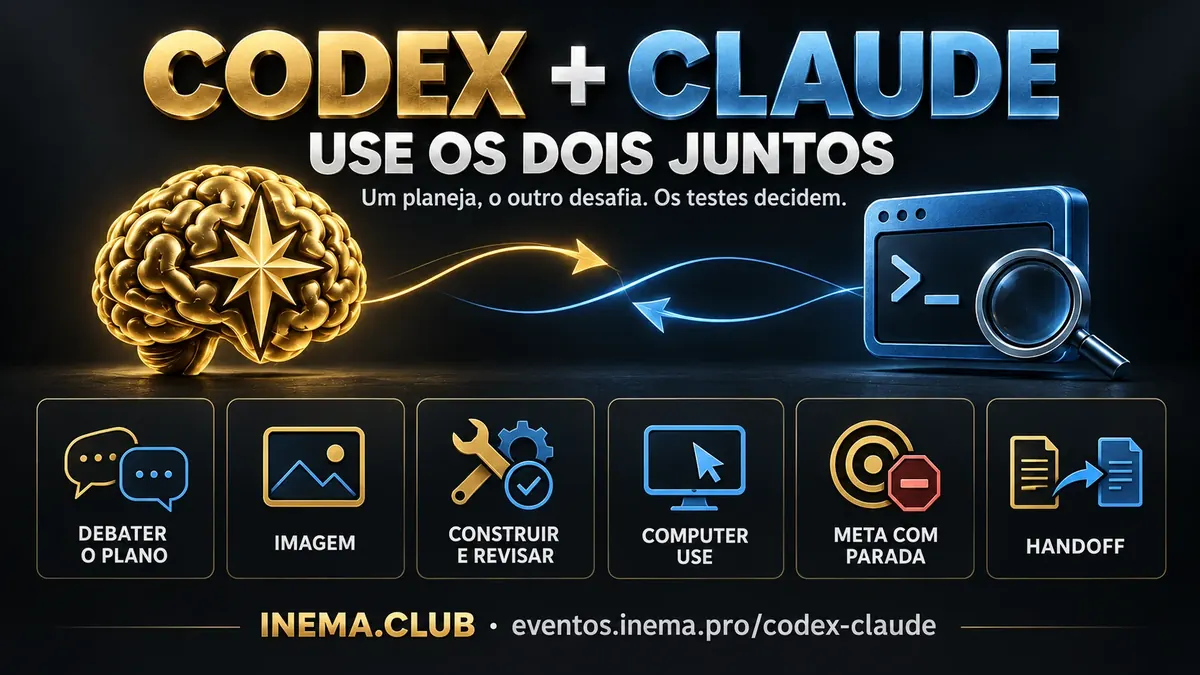 CODEX + CLAUDE
USE OS DOIS JUNTOS
Um planeja, o outro desafia. Os testes decidem.
>_
DEBATER
O PLANO
IMAGEM
CONSTRUIR
E REVISAR
COMPUTER
USE
META COM
PARADA
HANDOFF
INEMA.CLUB • eventos.inema.pro/codex-claude